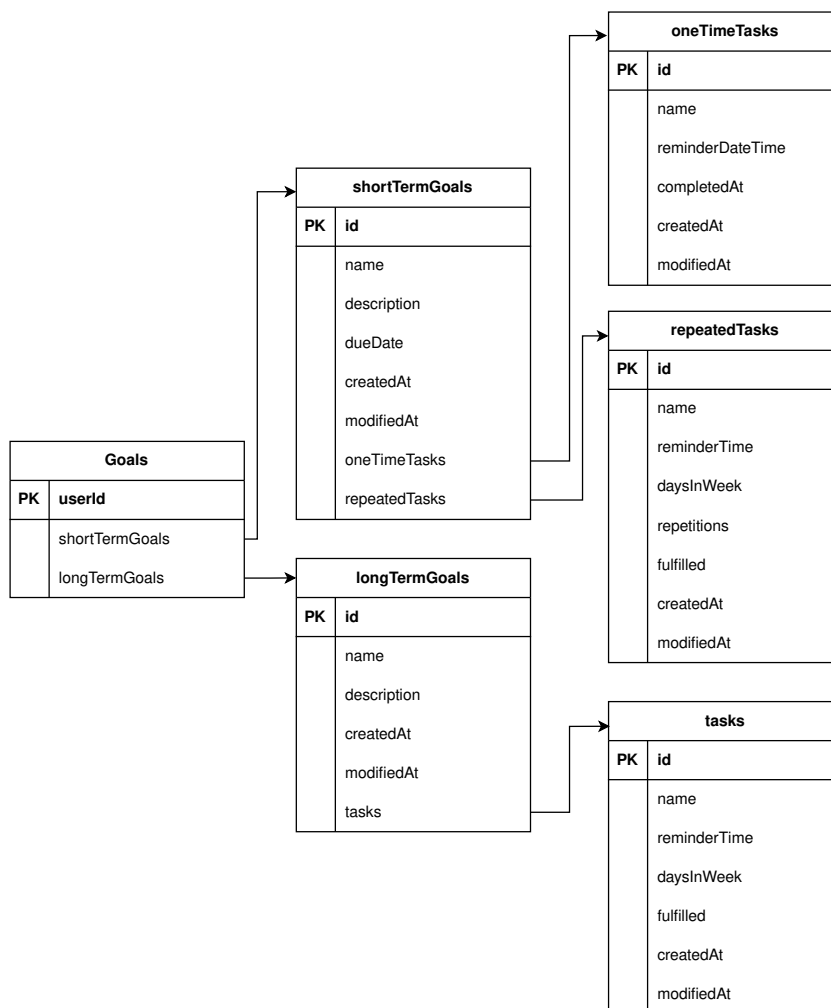 oneTimeTasks
PK id
name
reminderDateTime
completedAt
createdAt
modifiedAt
shortTermGoals
PK id
name
description
dueDate
createdAt
modifiedAt
oneTimeTasks
repeatedTasks
repeatedTasks
PK id
name
reminderTime
daysInWeek
repetitions
fulfilled
createdAt
modifiedAt
Goals
PK userId
shortTermGoals
longTermGoals
longTermGoals
PK id
name
description
createdAt
modifiedAt
tasks
tasks
PK id
name
reminderTime
daysInWeek
fulfilled
createdAt
modifiedAt